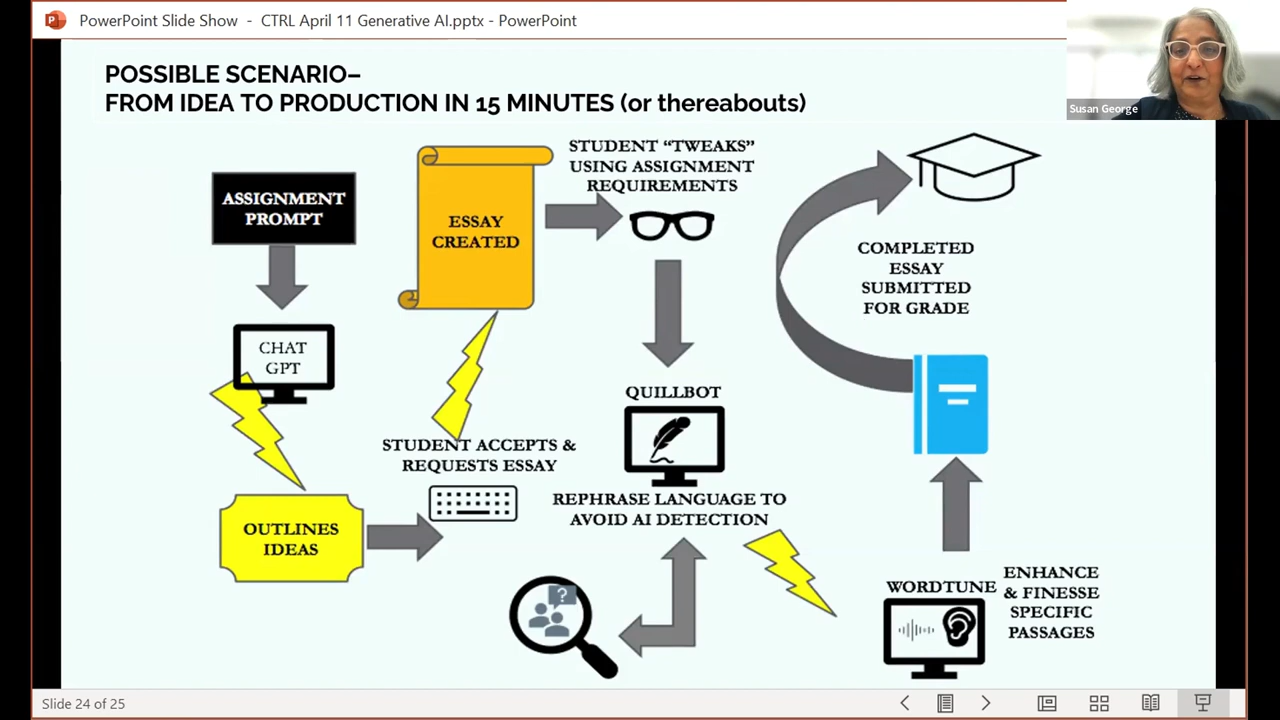 PowerPoint Slide Show - CTRL April 11 Generative AI.pptx - PowerPoint
Susan George
POSSIBLE SCENARIO–
FROM IDEA TO PRODUCTION IN 15 MINUTES (or thereabouts)
ASSIGNMENT
PROMPT
CHAT
GPT
OUTLINES
IDEAS
STUDENT ACCEPTS &
REQUESTS ESSAY
ESSAY
CREATED
STUDENT “TWEAKS”
USING ASSIGNMENT
REQUIREMENTS
QUILLBOT
REPHRASE LANGUAGE TO
AVOID AI DETECTION
?
WORDTUNE
ENHANCE
& FINESSE
SPECIFIC
PASSAGES
COMPLETED
ESSAY
SUBMITTED
FOR GRADE
Slide 24 of 25